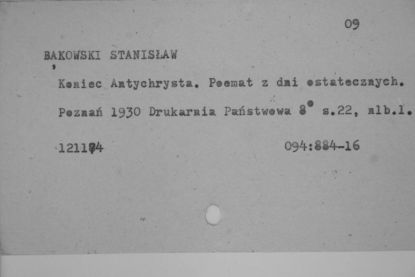 09
BAKOWSKI STANISŁAW
Koniec Antychrysta. Poemat z dni ostatecznych.
Poznań 1930 Drukarnia Państwowa 8° s.22, nlb.1.
121174
094:884-16